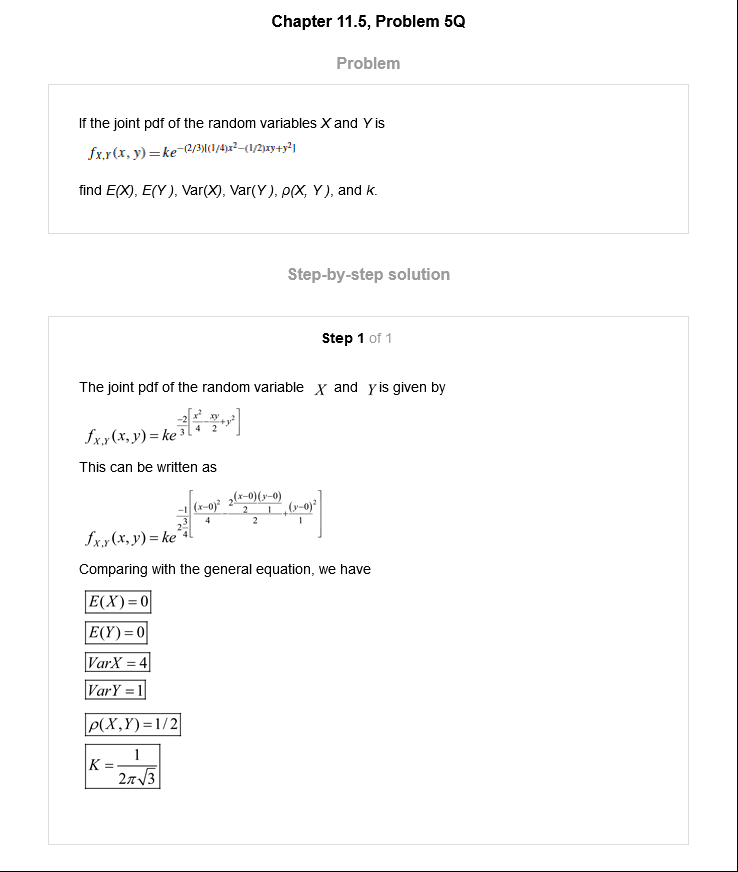 Chapter 11.5, Problem 5Q
Problem
If the joint pdf of the random variables X and Y is
f_{X,Y}(x, y) = ke^{-(2/3)[(1/4)x^2-(1/2)xy+y^2]}
find E(X), E(Y), Var(X), Var(Y), ρ(X, Y), and k.
Step-by-step solution
Step 1 of 1
The joint pdf of the random variable X and Y is given by
f_{X,Y}(x,y) = ke^{\frac{-2}{3}\left[\frac{x^2}{4}-\frac{xy}{2}+y^2\right]}
This can be written as
f_{X,Y}(x,y) = ke^{\frac{-1}{2\frac{3}{4}}\left[\frac{(x-0)^2}{4}-\frac{2\frac{(x-0)(y-0)}{2 \quad 1}}{2}+\frac{(y-0)^2}{1}\right]}
Comparing with the general equation, we have
E(X) = 0
E(Y) = 0
VarX = 4
VarY = 1
ρ(X,Y) = 1/2
K = \frac{1}{2π\sqrt{3}}